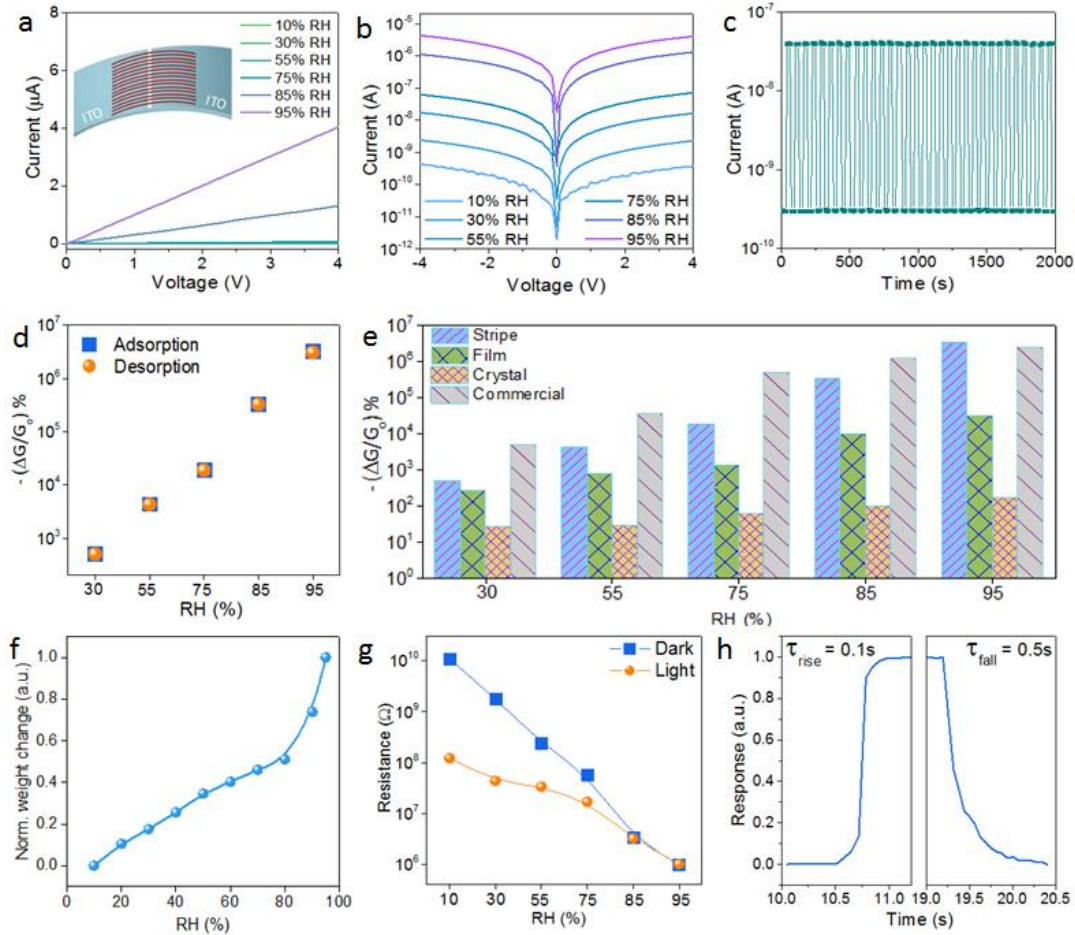 a
8
6
4
2
0
Current (μA)
10% RH
30% RH
55% RH
75% RH
85% RH
95% RH
ITO
ITO
0
1
2
3
4
Voltage (V)
b
10⁻⁵
10⁻⁶
10⁻⁷
10⁻⁸
10⁻⁹
10⁻¹⁰
10⁻¹¹
10⁻¹²
Current (A)
10% RH
30% RH
55% RH
75% RH
85% RH
95% RH
-4
-2
0
2
4
Voltage (V)
c
10⁻⁷
10⁻⁸
10⁻⁹
10⁻¹⁰
Current (A)
0
500
1000
1500
2000
Time (s)
d
10⁷
10⁶
10⁵
10⁴
10³
- (ΔG/Gₒ) %
Adsorption
Desorption
30
55
75
85
95
RH (%)
e
10⁷
10⁶
10⁵
10⁴
10³
10²
10¹
10⁰
- (ΔG/Gₒ) %
Stripe
Film
Crystal
Commercial
30
55
75
85
95
RH (%)
f
1.0
0.8
0.6
0.4
0.2
0.0
Norm. weight change (a.u.)
0
20
40
60
80
100
RH (%)
g
10¹⁰
10⁹
10⁸
10⁷
10⁶
Resistance (Ω)
Dark
Light
10
30
55
75
85
95
RH (%)
h
τrise = 0.1s
τfall = 0.5s
1.0
0.8
0.6
0.4
0.2
0.0
Response (a.u.)
10.0
10.5
11.0
19.0
19.5
20.0
20.5
Time (s)